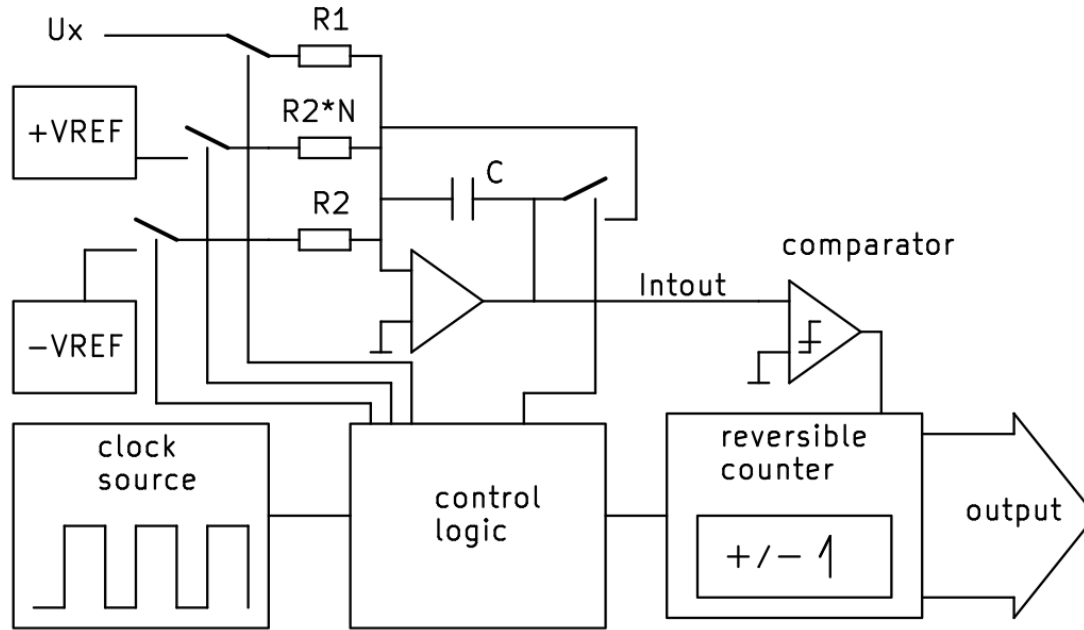 Ux
R1
+VREF
R2*N
C
R2
comparator
Intout
-VREF
clock
source
control
logic
reversible
counter
+/- 1
output